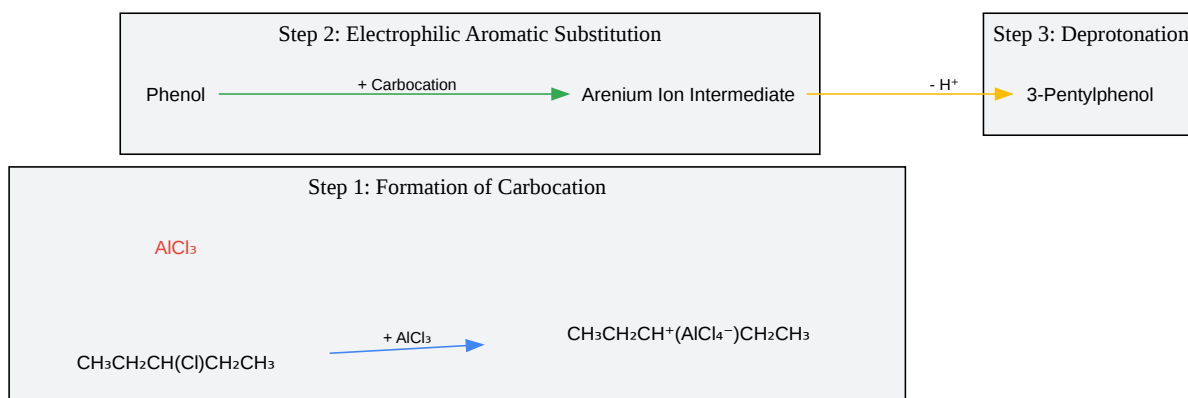 Step 2: Electrophilic Aromatic Substitution
Phenol
+ Carbocation
Arenium Ion Intermediate
- H⁺
Step 3: Deprotonation
3-Pentylphenol
Step 1: Formation of Carbocation
AlCl₃
CH₃CH₂CH(Cl)CH₂CH₃
+ AlCl₃
CH₃CH₂CH⁺(AlCl₄⁻)CH₂CH₃